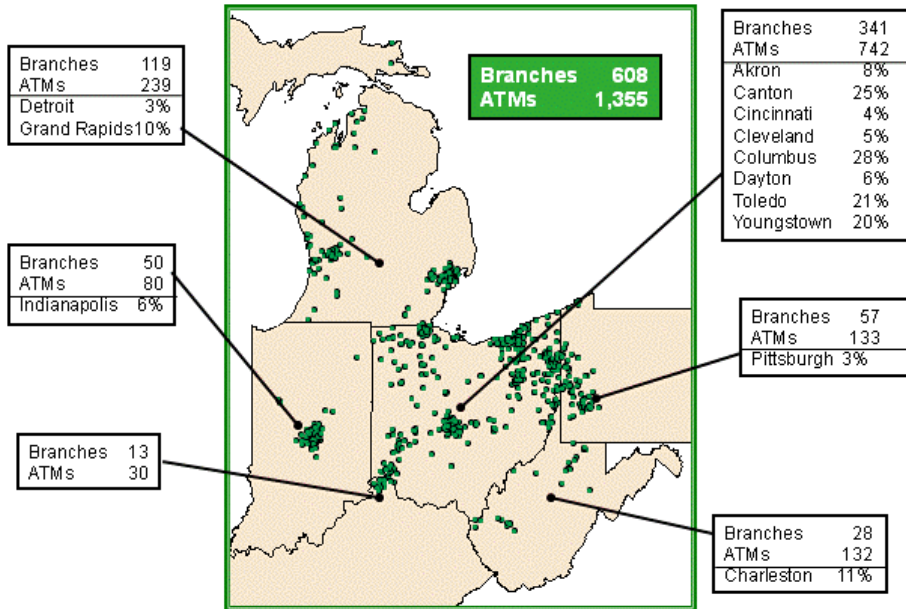 Branches 119
ATMs 239
Detroit 3%
Grand Rapids10%
Branches 608
ATMs 1,355
Branches 341
ATMs 742
Akron 8%
Canton 25%
Cincinnati 4%
Cleveland 5%
Columbus 28%
Dayton 6%
Toledo 21%
Youngstown 20%
Branches 50
ATMs 80
Indianapolis 6%
Branches 57
ATMs 133
Pittsburgh 3%
Branches 13
ATMs 30
Branches 28
ATMs 132
Charleston 11%